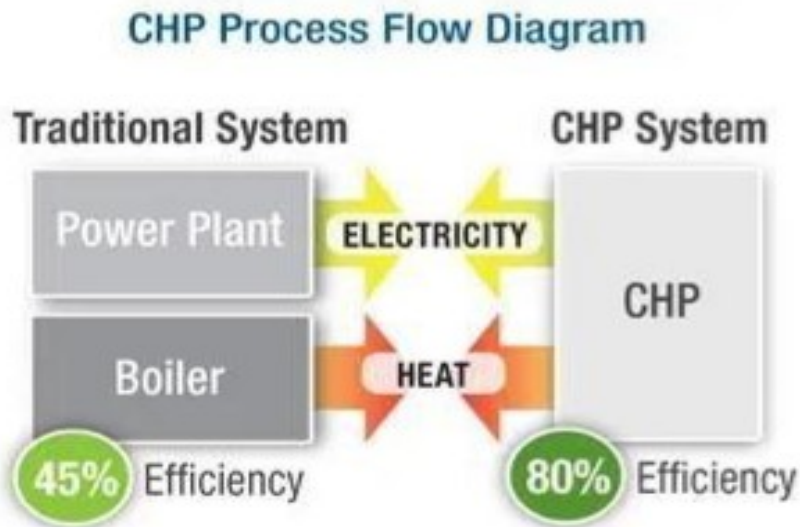 CHP Process Flow Diagram
Traditional System
CHP System
Power Plant
ELECTRICITY
CHP
Boiler
HEAT
45% Efficiency
80% Efficiency